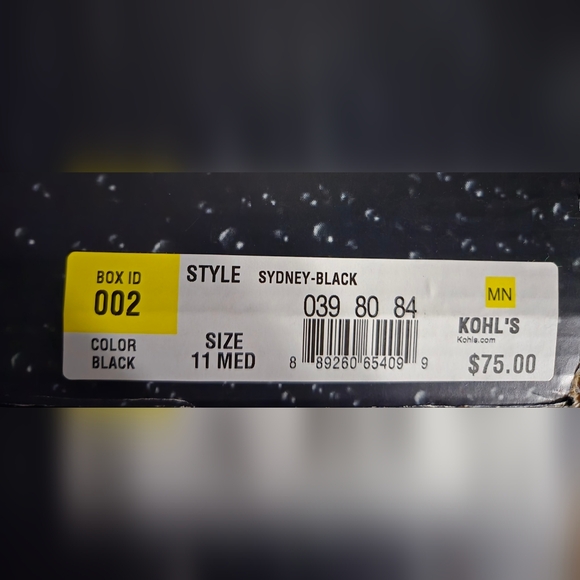 BOX ID
002
STYLE SYDNEY-BLACK
039 80 84
MN
KOHL'S
Kohls.com
COLOR
BLACK
SIZE
11 MED
8 89260 65409 9
$75.00